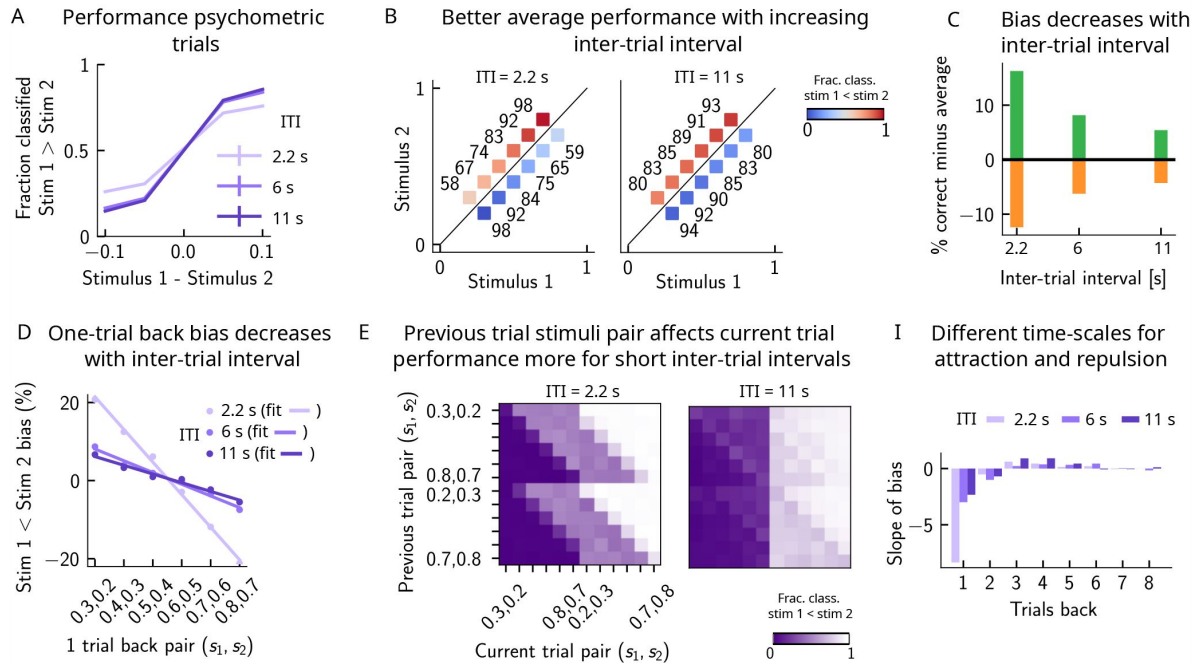 A
Performance psychometric
trials
Fraction classified
Stim 1 > Stim 2
1
0.5
0
−0.1
0.0
0.1
Stimulus 1 - Stimulus 2
ITI
2.2 s
6 s
11 s
B
Better average performance with increasing
inter-trial interval
ITI = 2.2 s
Stimulus 2
1
0
98
92
83
74
67
58
59
65
75
84
92
98
0
1
Stimulus 1
ITI = 11 s
93
91
89
85
83
80
80
83
85
90
92
94
0
1
Stimulus 1
Frac. class.
stim 1 < stim 2
0
1
C
Bias decreases with
inter-trial interval
% correct minus average
10
0
−10
2.2
6
11
Inter-trial interval [s]
D
One-trial back bias decreases
with inter-trial interval
Stim 1 < Stim 2 bias (%)
20
0
−20
ITI
2.2 s (fit )
6 s (fit )
11 s (fit )
0.3,0.2
0.4,0.3
0.5,0.4
0.6,0.5
0.7,0.6
0.8,0.7
1 trial back pair (s₁, s₂)
E
Previous trial stimuli pair affects current trial
performance more for short inter-trial intervals
ITI = 2.2 s
ITI = 11 s
Previous trial pair (s₁, s₂)
0.3,0.2
0.8,0.7
0.2,0.3
0.7,0.8
0.3,0.2
0.8,0.7
0.2,0.3
0.7,0.8
Current trial pair (s₁, s₂)
Frac. class.
stim 1 < stim 2
0
1
I
Different time-scales for
attraction and repulsion
ITI
2.2 s
6 s
11 s
Slope of bias
0
−5
1
2
3
4
5
6
7
8
Trials back